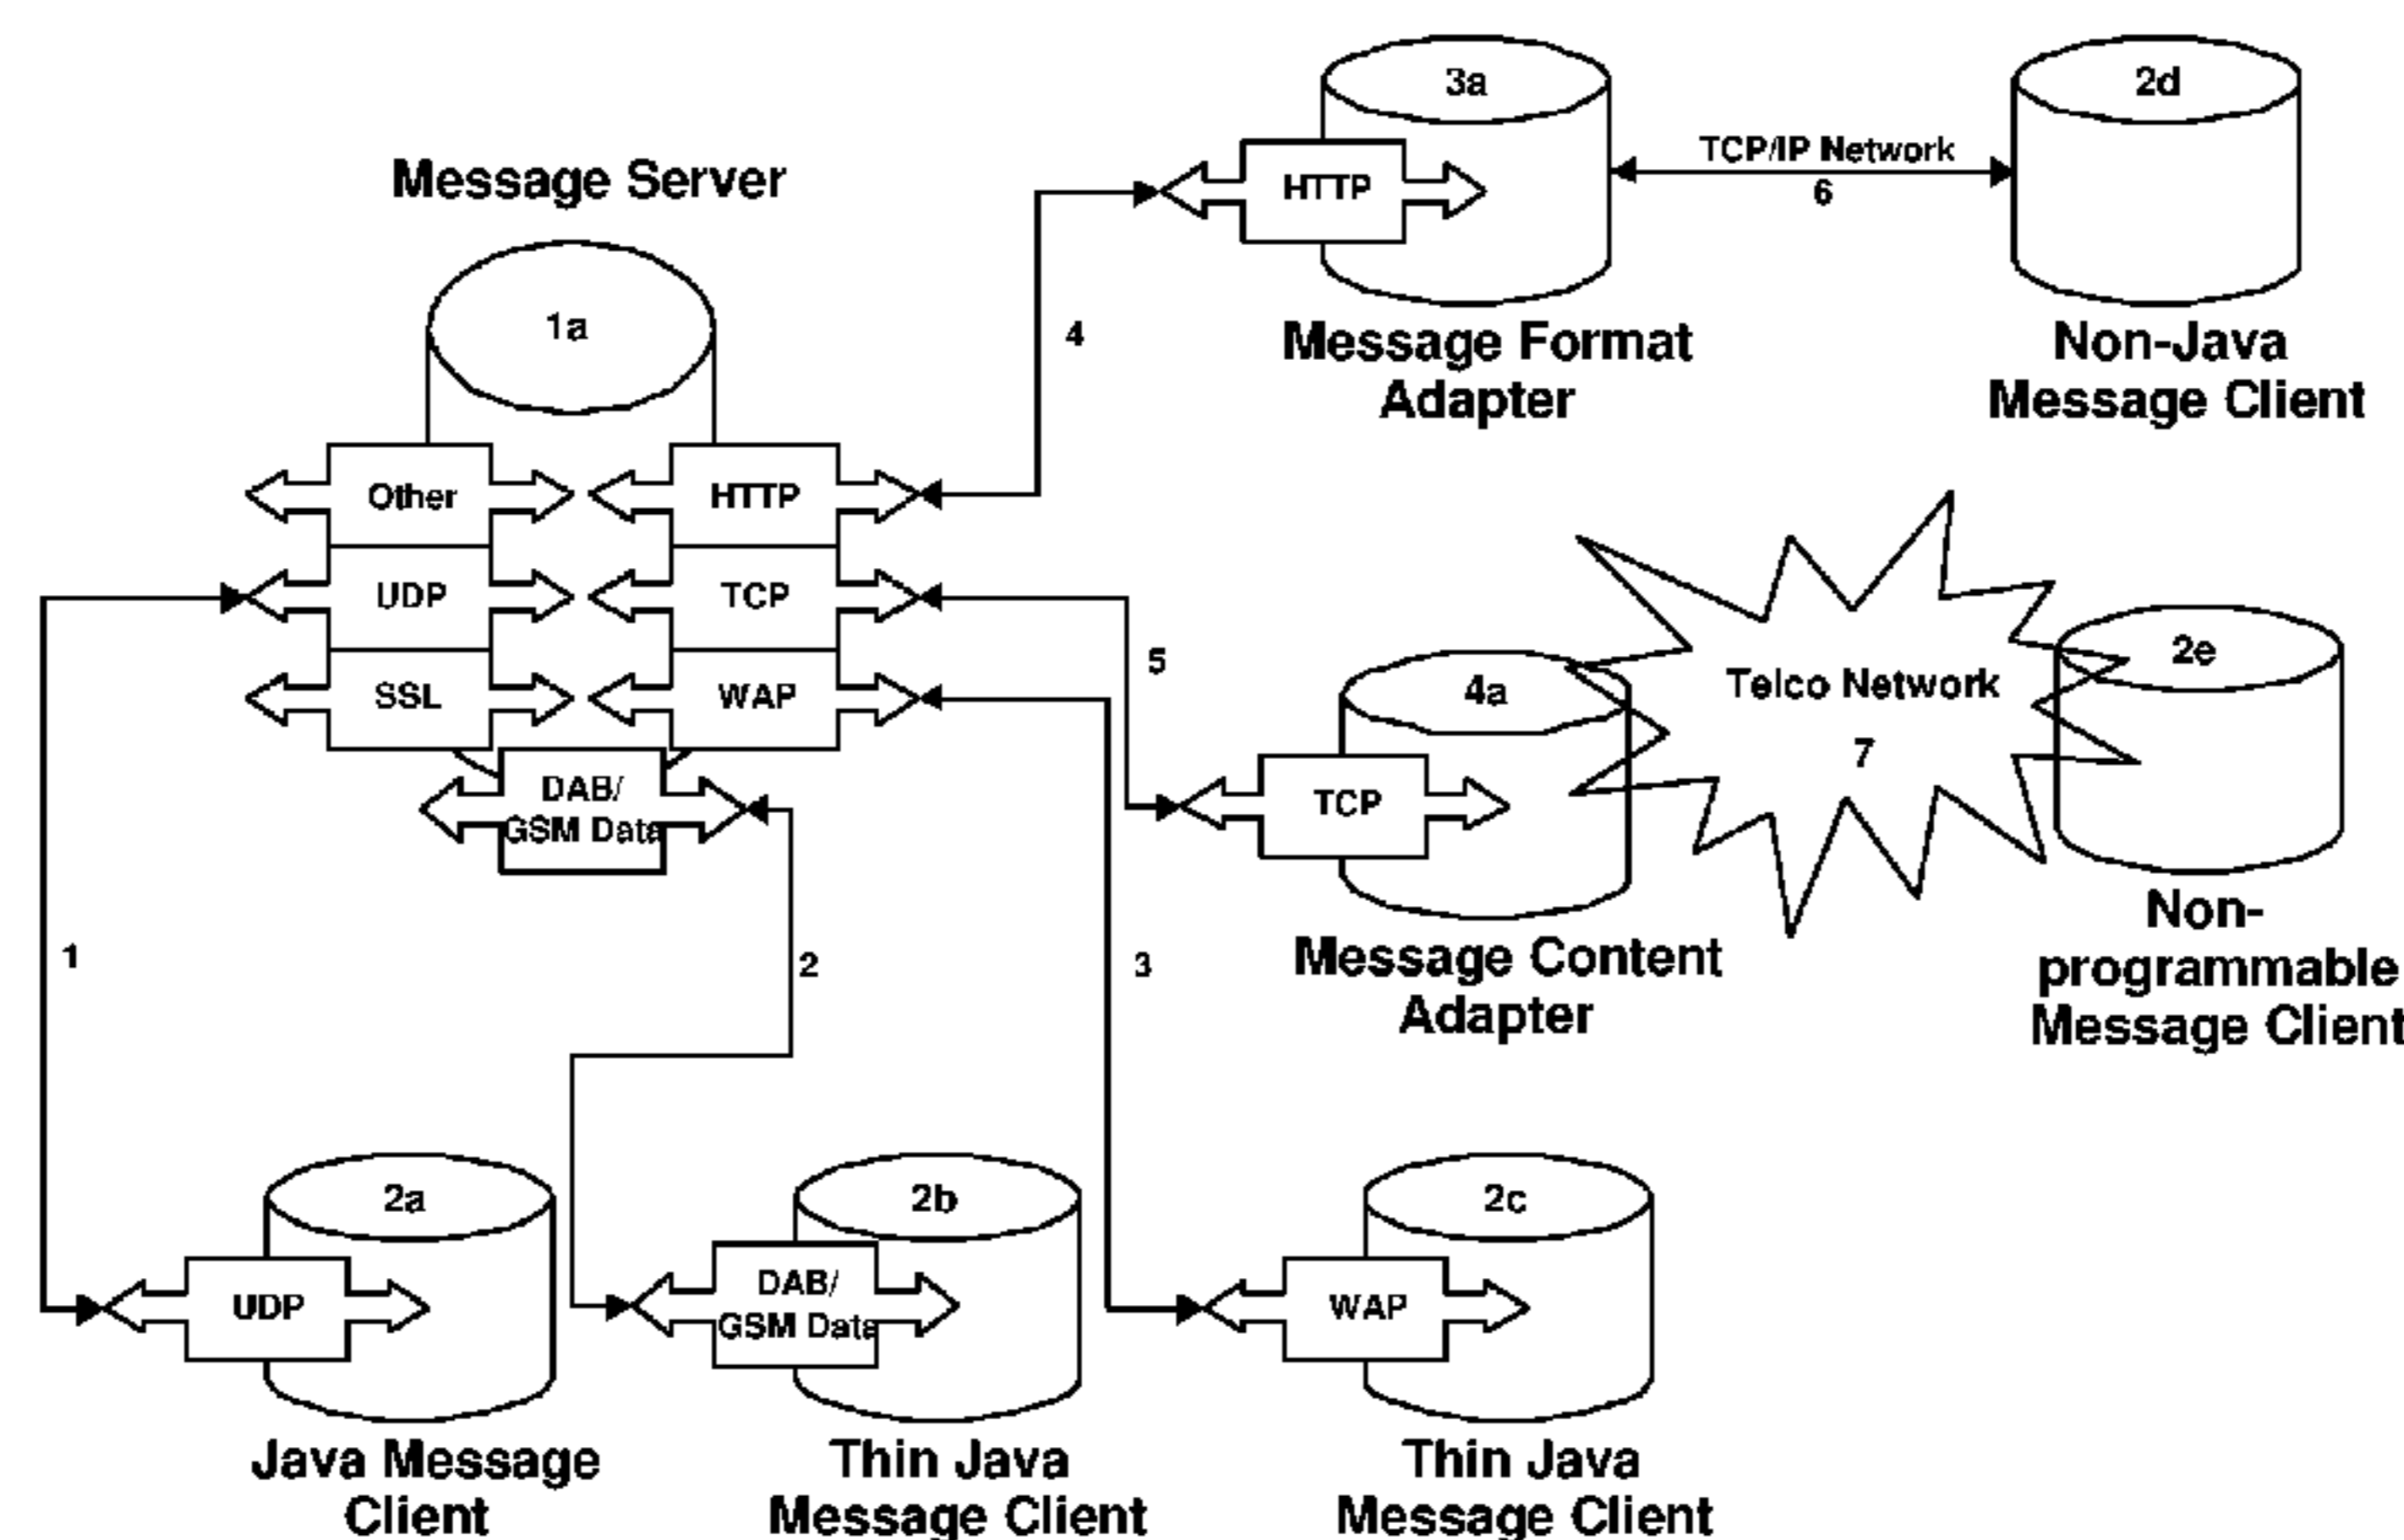 3a
2d
TCP/IP Network
6
HTTP
Message Server
1a
4
Message Format
Adapter
Non-Java
Message Client
Other
HTTP
UDP
TCP
SSL
WAP
DAB/
GSM Data
5
4a
Telco Network
7
2e
TCP
Non-
programmable
Message Client
Message Content
Adapter
1
2
3
2a
2b
2c
UDP
DAB/
GSM Data
WAP
Java Message
Client
Thin Java
Message Client
Thin Java
Message Client